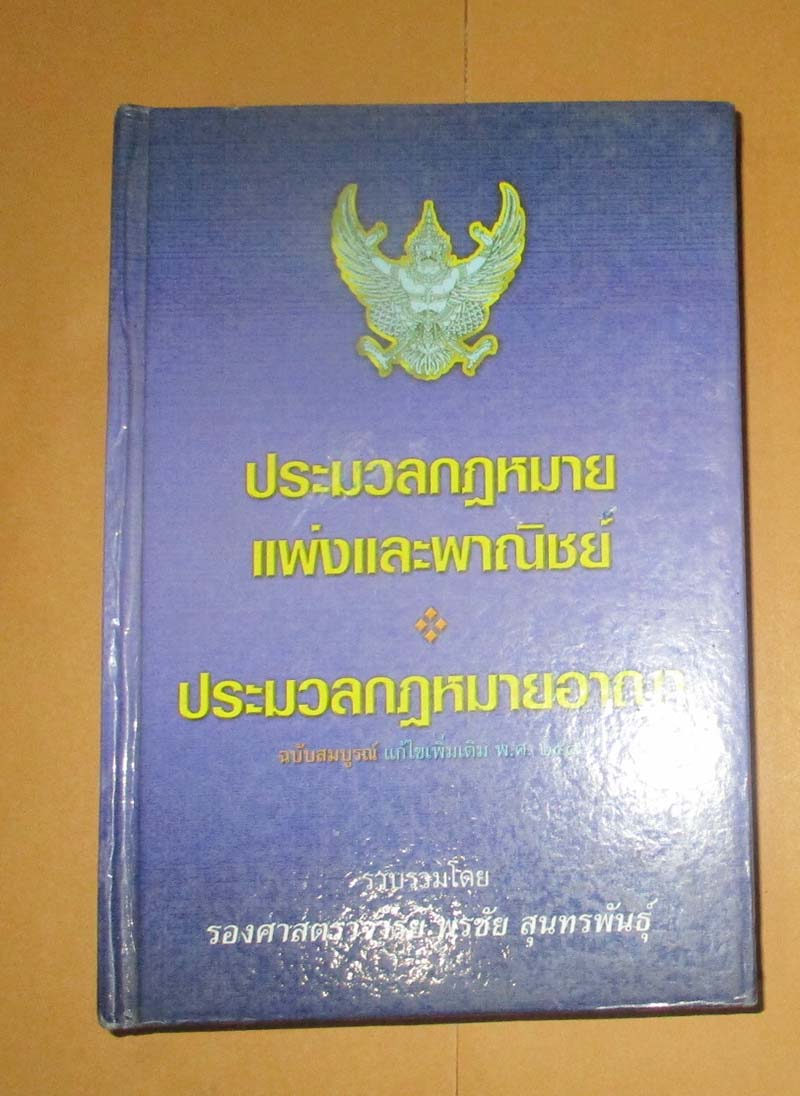 ประมวลกฎหมาย
แพ่งและพาณิชย์
ประมวลกฎหมายอาญา
ฉบับสมบูรณ์ แก้ไขเพิ่มเติม พ.ศ.
รวบรวมโดย
รองศาสตราจารย์ พรชัย สุนทรพันธุ์